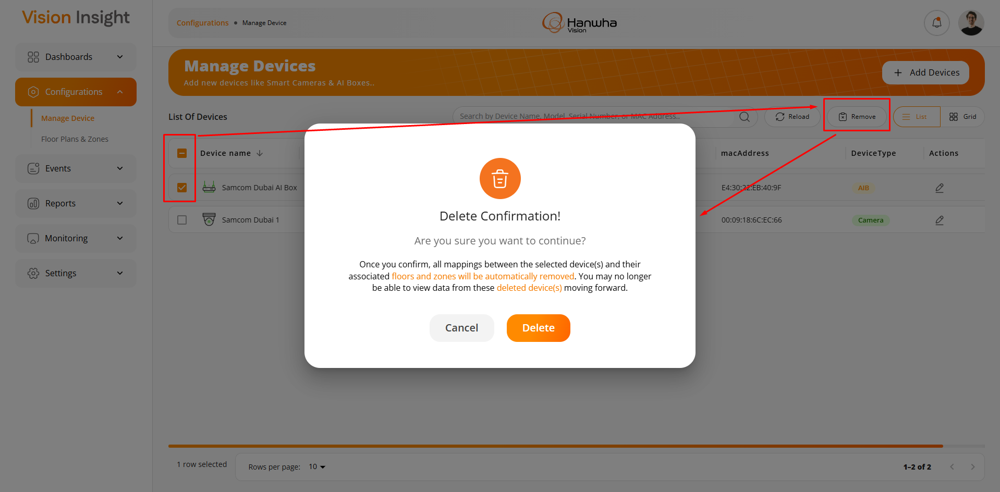 Vision Insight
Configurations • Manage Device
Hanwha
Vision
Dashboards
Configurations
Manage Device
Floor Plans & Zones
Events
Reports
Monitoring
Settings
Manage Devices
Add new devices like Smart Cameras & AI Boxes..
+ Add Devices
List Of Devices
Search by Device Name, Model, Serial Number, or MAC Address..
Reload
Remove
List
Grid
Device name
macAddress
DeviceType
Actions
Samcom Dubai AI Box
E4:30:22:EB:40:9F
AIB
Samcom Dubai 1
00:09:18:6C:EC:66
Camera
Delete Confirmation!
Are you sure you want to continue?
Once you confirm, all mappings between the selected device(s) and their
associated floors and zones will be automatically removed. You may no longer
be able to view data from these deleted device(s) moving forward.
Cancel
Delete
1 row selected
Rows per page: 10
1–2 of 2